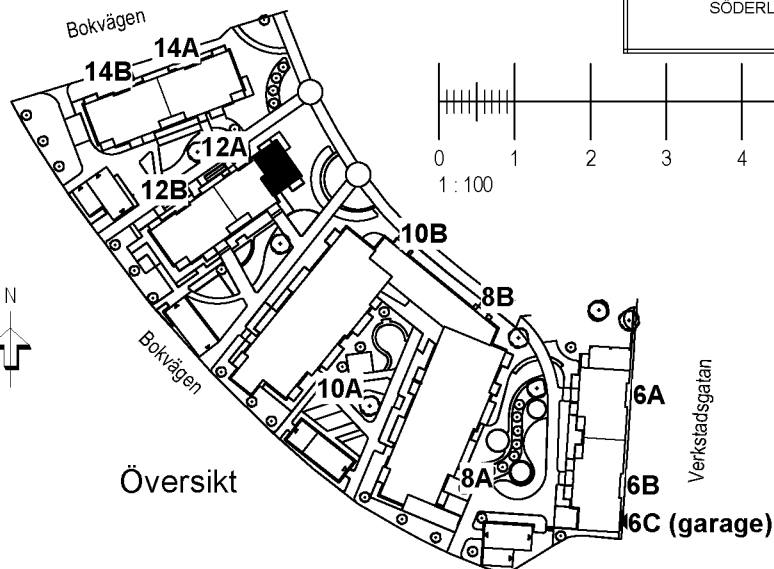 SÖDERL
Bokvägen
14A
14B
12A
12B
0 1 2 3 4
1 : 100
10B
8B
N
Bokvägen
10A
6A
Verkstadsgatan
Översikt
8A
6B
6C (garage)